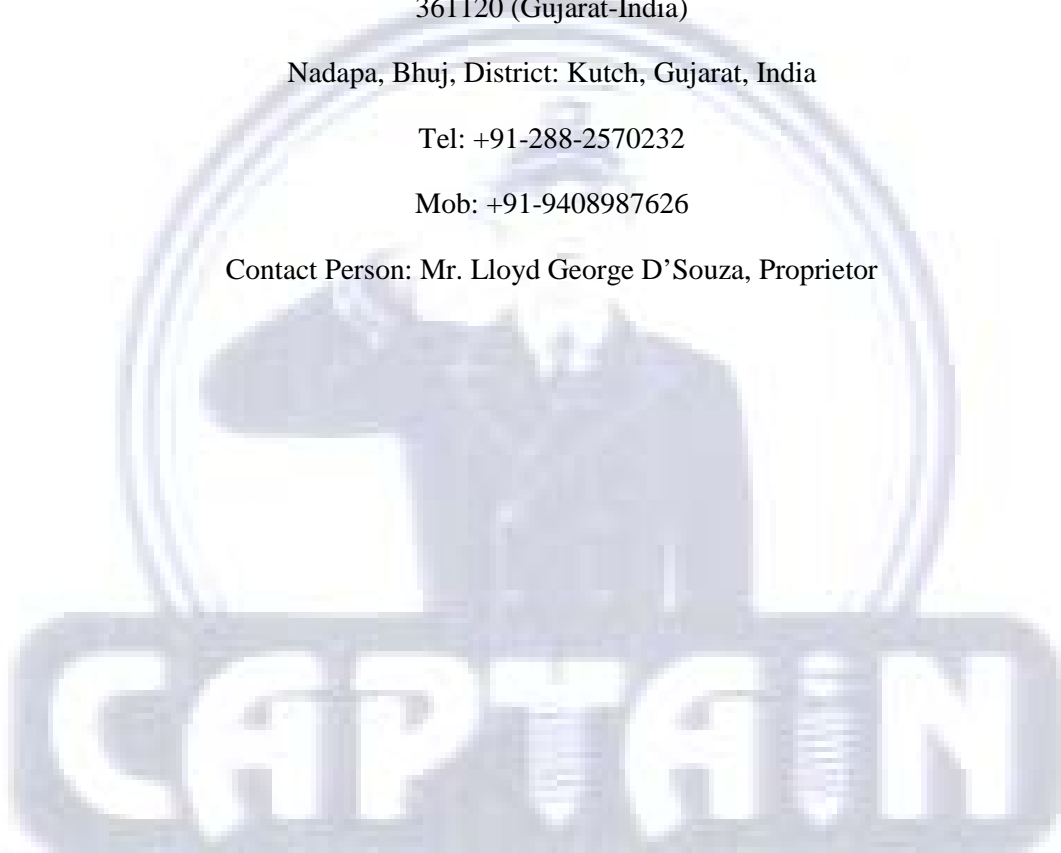 361120 (Gujarat-India)
Nadapa, Bhuj, District: Kutch, Gujarat, India
Tel: +91-288-2570232
Mob: +91-9408987626
Contact Person: Mr. Lloyd George D’Souza, Proprietor
CAPTAIN